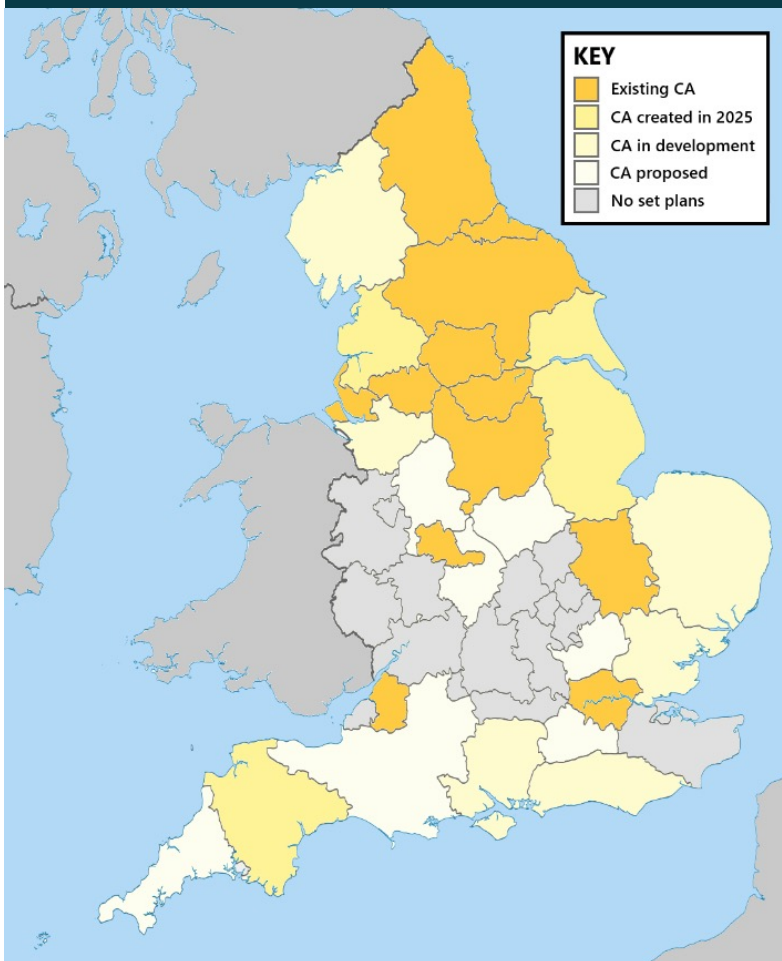 KEY
Existing CA
CA created in 2025
CA in development
CA proposed
No set plans